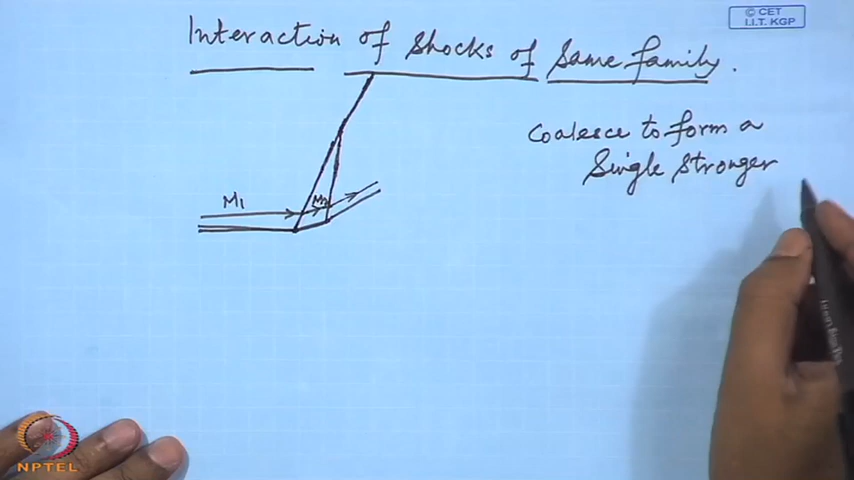 © CET
I.I.T. KGP
Interaction of Shocks of Same family.
Coalesce to form a
Single stronger
M1
M2
NPTEL